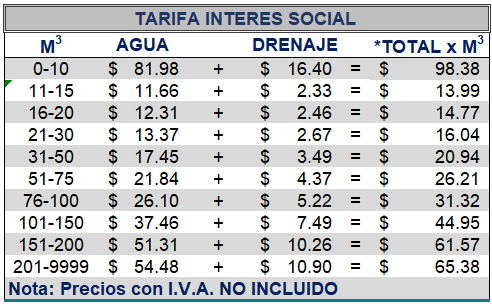 TARIFA INTERES SOCIAL
M³ AGUA DRENAJE *TOTAL x M³
0-10 $ 81.98 + $ 16.40 = $ 98.38
11-15 $ 11.66 + $ 2.33 = $ 13.99
16-20 $ 12.31 + $ 2.46 = $ 14.77
21-30 $ 13.37 + $ 2.67 = $ 16.04
31-50 $ 17.45 + $ 3.49 = $ 20.94
51-75 $ 21.84 + $ 4.37 = $ 26.21
76-100 $ 26.10 + $ 5.22 = $ 31.32
101-150 $ 37.46 + $ 7.49 = $ 44.95
151-200 $ 51.31 + $ 10.26 = $ 61.57
201-9999 $ 54.48 + $ 10.90 = $ 65.38
Nota: Precios con I.V.A. NO INCLUIDO